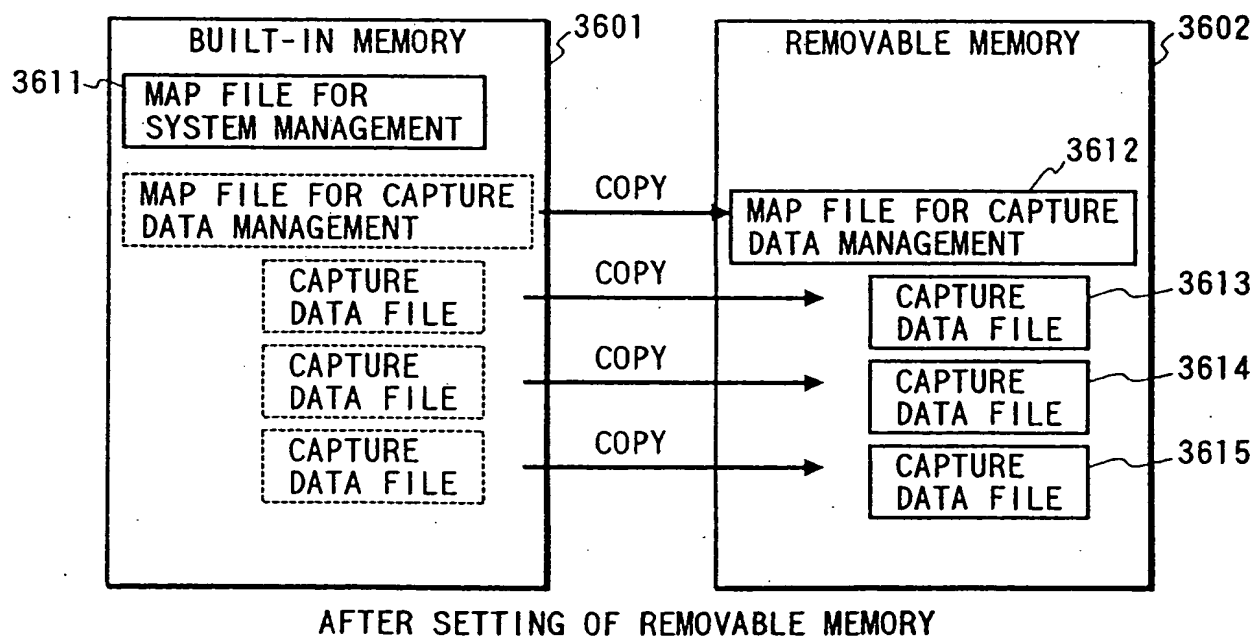 BUILT-IN MEMORY
3601
REMOVABLE MEMORY
3602
3611
MAP FILE FOR
SYSTEM MANAGEMENT
3612
MAP FILE FOR CAPTURE
DATA MANAGEMENT
COPY
MAP FILE FOR CAPTURE
DATA MANAGEMENT
CAPTURE
DATA FILE
COPY
CAPTURE
DATA FILE
3613
CAPTURE
DATA FILE
COPY
CAPTURE
DATA FILE
3614
CAPTURE
DATA FILE
COPY
CAPTURE
DATA FILE
3615
AFTER SETTING OF REMOVABLE MEMORY